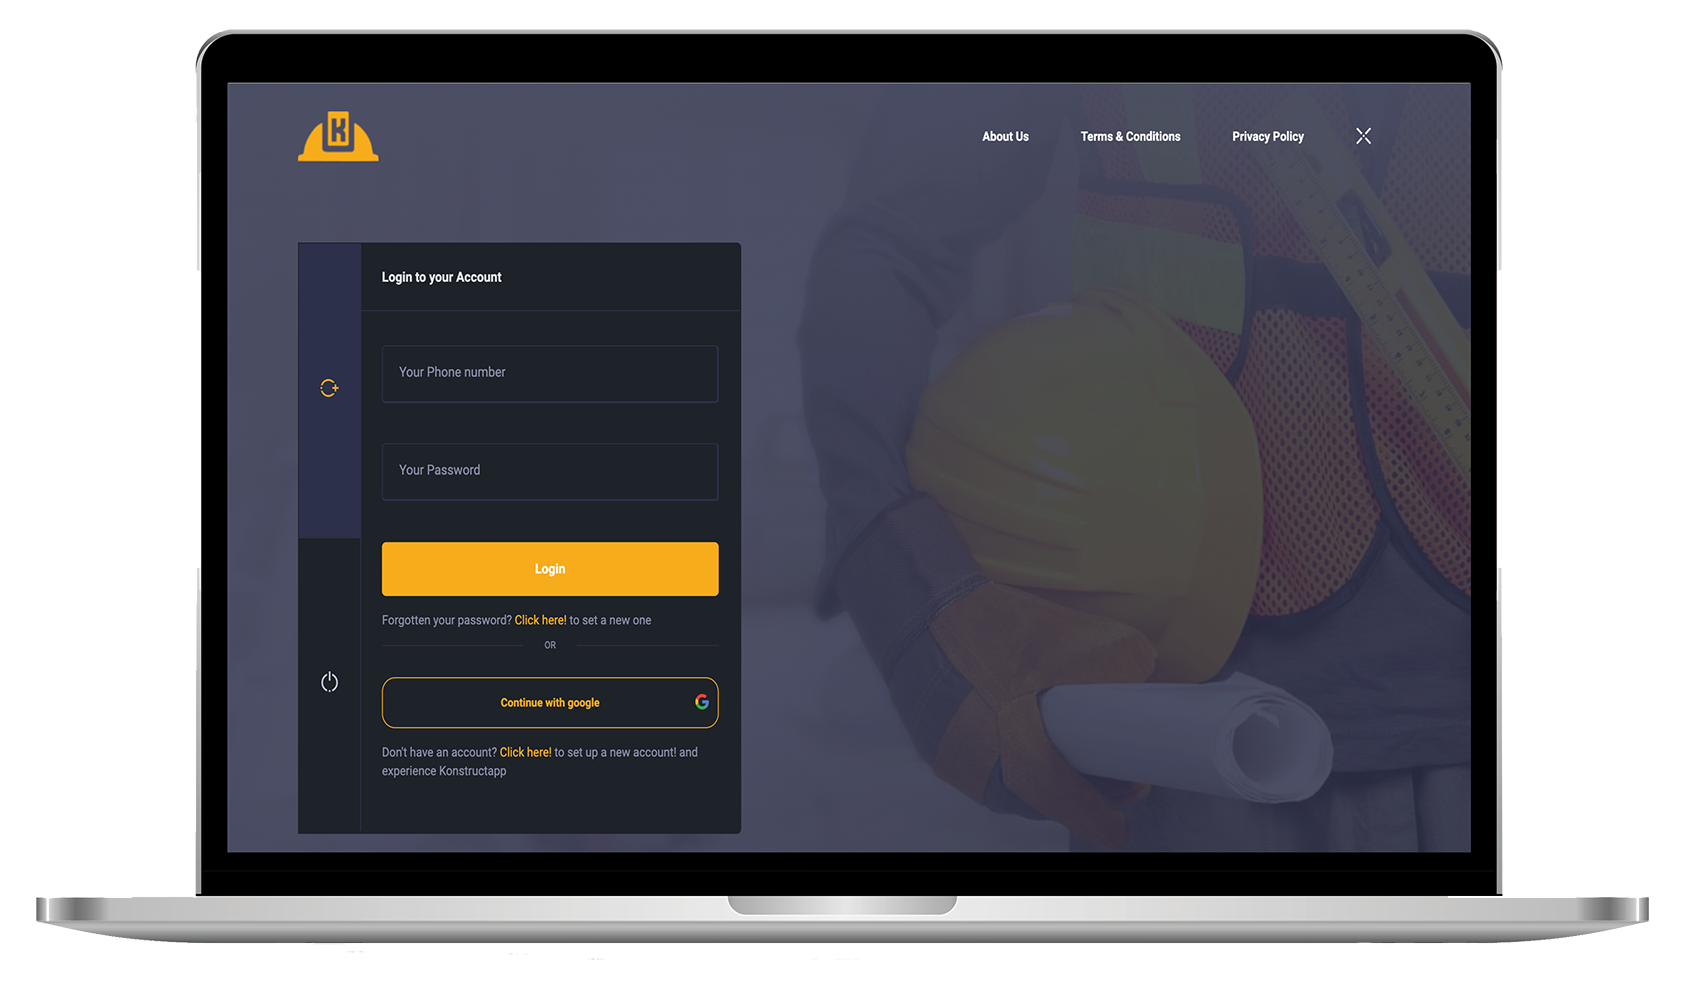 K
About Us
Terms & Conditions
Privacy Policy
Login to your Account
Your Phone number
Your Password
Login
Forgotten your password? Click here! to set a new one
OR
Continue with google
G
Don't have an account? Click here! to set up a new account! and
experience Konstructapp